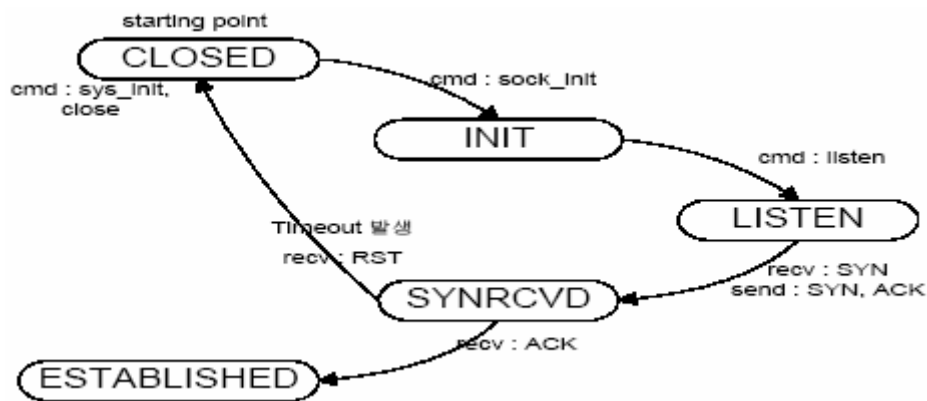 starting point
CLOSED
cmd : sys_init,
close
cmd : sock_init
INIT
cmd : listen
LISTEN
Timeout 발생
recv : RST
recv : SYN
send : SYN, ACK
SYNRCVD
recv : ACK
ESTABLISHED